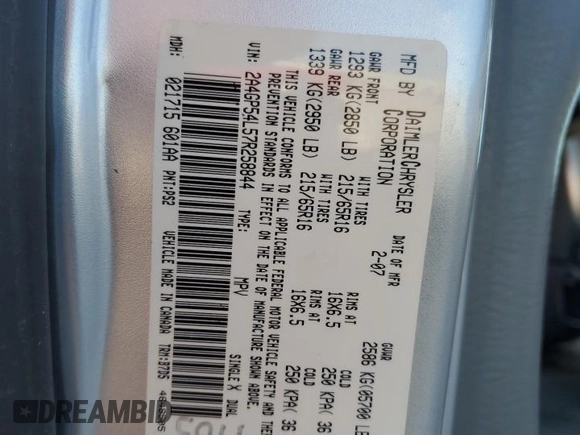 MFD BY DAIMLERCHRYSLER
CORPORATION
DATE OF MFR
2-07
GVWR
2586 KG(05700 LB
GAWR FRONT
WITH TIRES
RIMS AT
COLD
1293 KG(2850 LB)
215/65R16
16X6.5
250 KPA( 36
GAWR REAR
WITH TIRES
RIMS AT
COLD
1339 KG(2950 LB)
215/65R16
16X6.5
250 KPA( 36
THIS VEHICLE CONFORMS TO ALL APPLICABLE FEDERAL MOTOR VEHICLE SAFETY AND THEFT
PREVENTION STANDARDS IN EFFECT ON THE DATE OF MANUFACTURE SHOWN ABOVE.
VIN: 2A4GP54L57R258844
MPV
SINGLE X DUAL
MDH: 021715 601AA PNT:PS2
VEHICLE MADE IN CANADA
BIDHISTORY